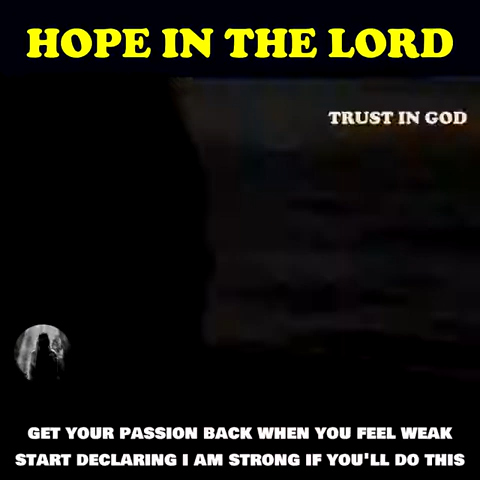 HOPE IN THE LORD
TRUST IN GOD
GET YOUR PASSION BACK WHEN YOU FEEL WEAK
START DECLARING I AM STRONG IF YOU'LL DO THIS